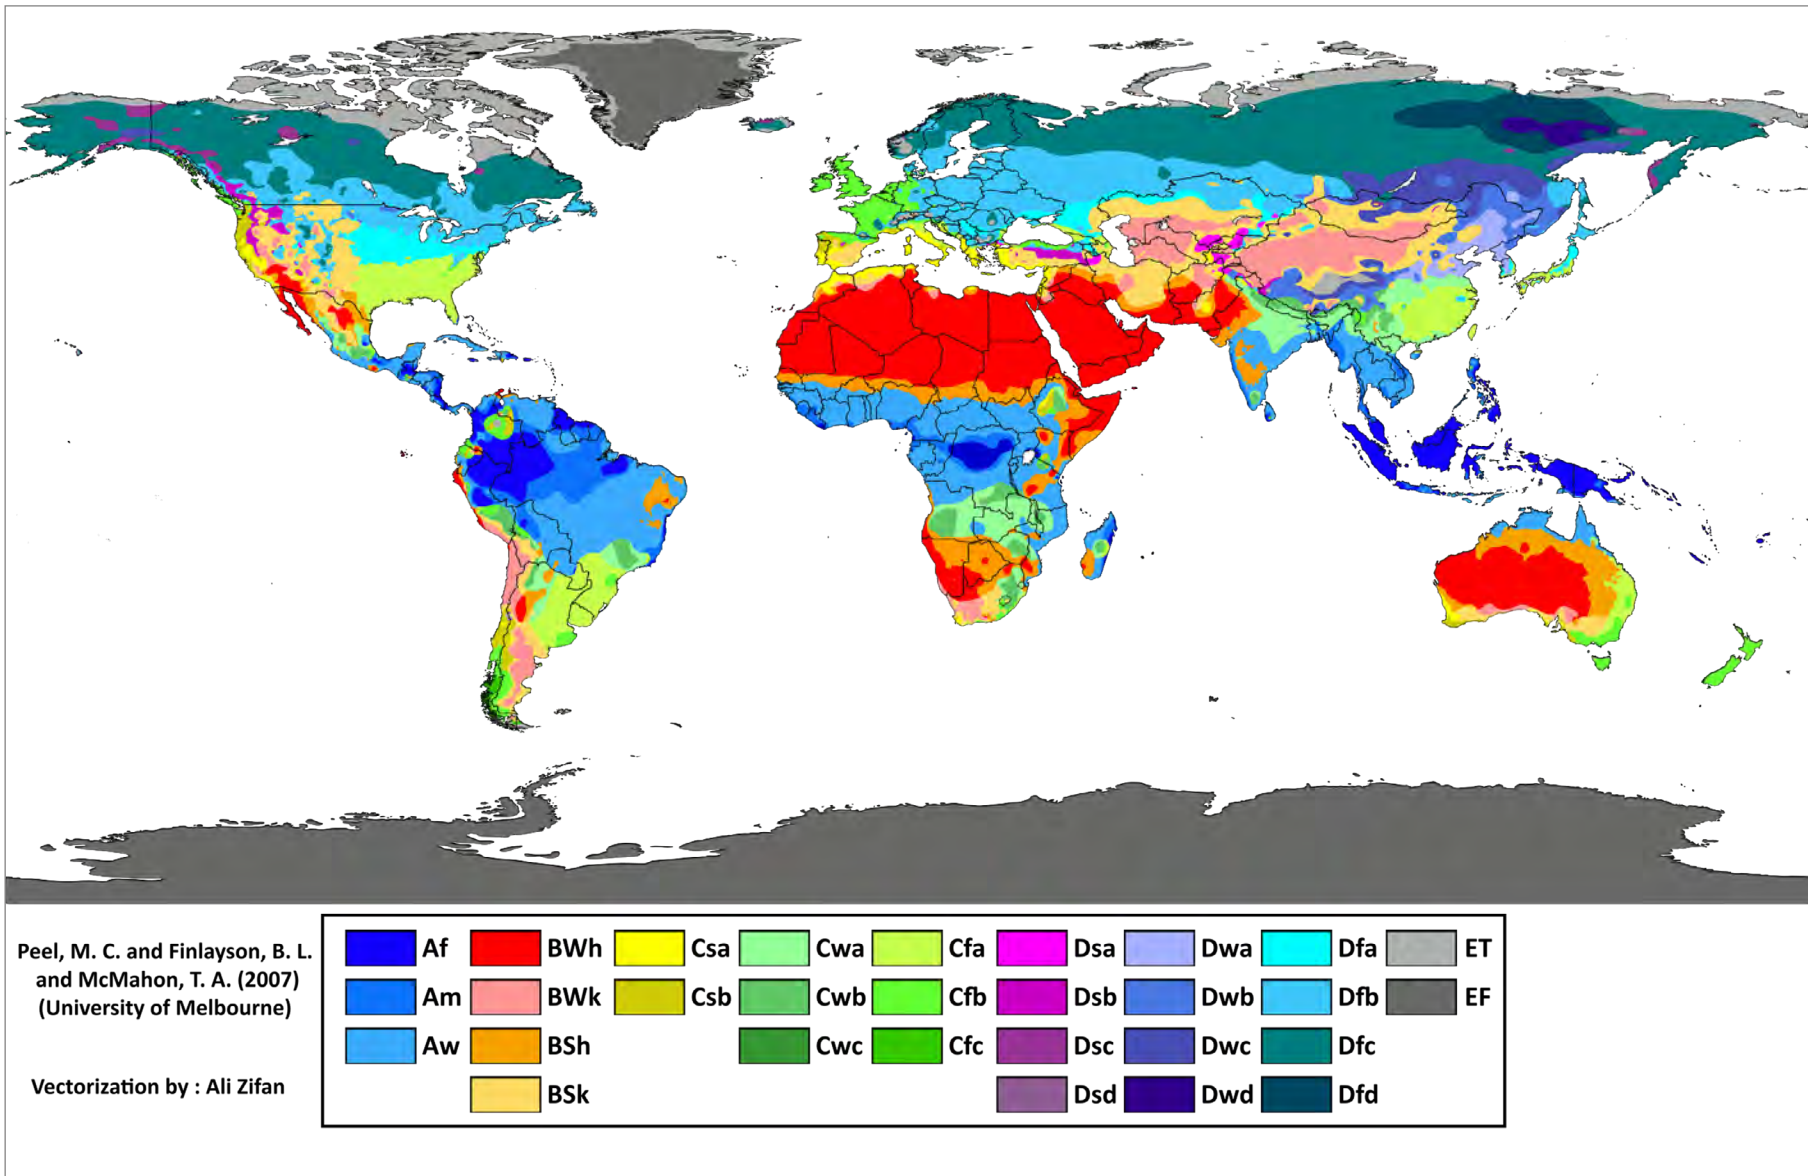 Peel, M. C. and Finlayson, B. L.
and McMahon, T. A. (2007)
(University of Melbourne)
Vectorization by : Ali Zifan
Af BWh Csa Cwa Cfa Dsa Dwa Dfa ET
Am BWk Csb Cwb Cfb Dsb Dwb Dfb EF
Aw BSh Cwc Cfc Dsc Dwc Dfc
BSk Dsd Dwd Dfd